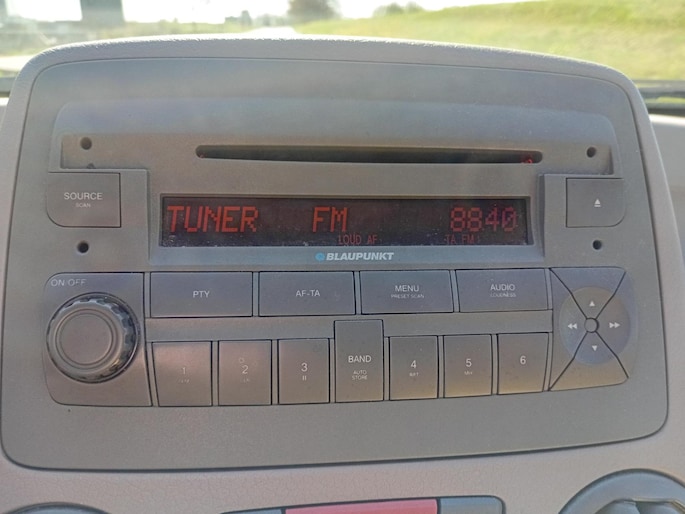 SOURCE
SCAN
TUNER FM 8840
LOUD AF TA FM
BLAUPUNKT
ON/OFF
PTY
AF-TA
MENU
PRESET SCAN
AUDIO
LOUDNESS
1
2
3
BAND
AUTO
STORE
4
5
6